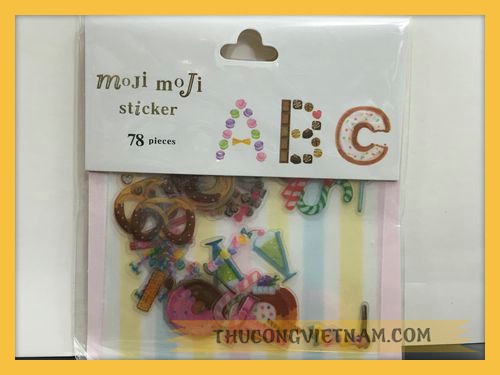 moji moji
sticker
78 pieces
ABC
THUCONGVIETNAM.COM